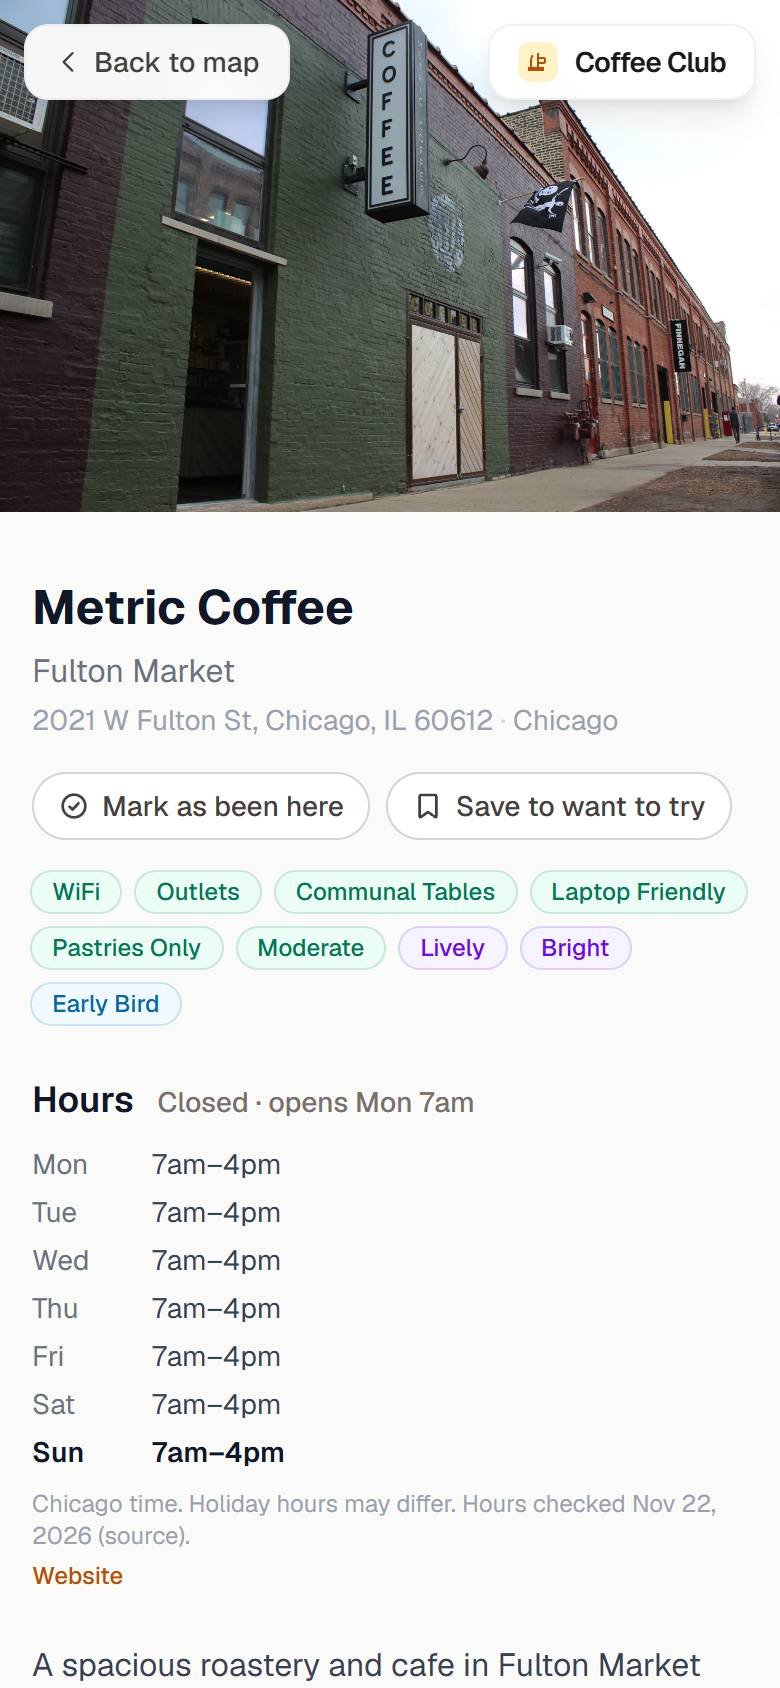 Back to map
Coffee Club
COFFEE
COFFEE
FINNEGAN
Metric Coffee
Fulton Market
2021 W Fulton St, Chicago, IL 60612 · Chicago
Mark as been here
Save to want to try
WiFi
Outlets
Communal Tables
Laptop Friendly
Pastries Only
Moderate
Lively
Bright
Early Bird
Hours
Closed · opens Mon 7am
Mon 7am–4pm
Tue 7am–4pm
Wed 7am–4pm
Thu 7am–4pm
Fri 7am–4pm
Sat 7am–4pm
Sun 7am–4pm
Chicago time. Holiday hours may differ. Hours checked Nov 22,
2026 (source).
Website
A spacious roastery and cafe in Fulton Market